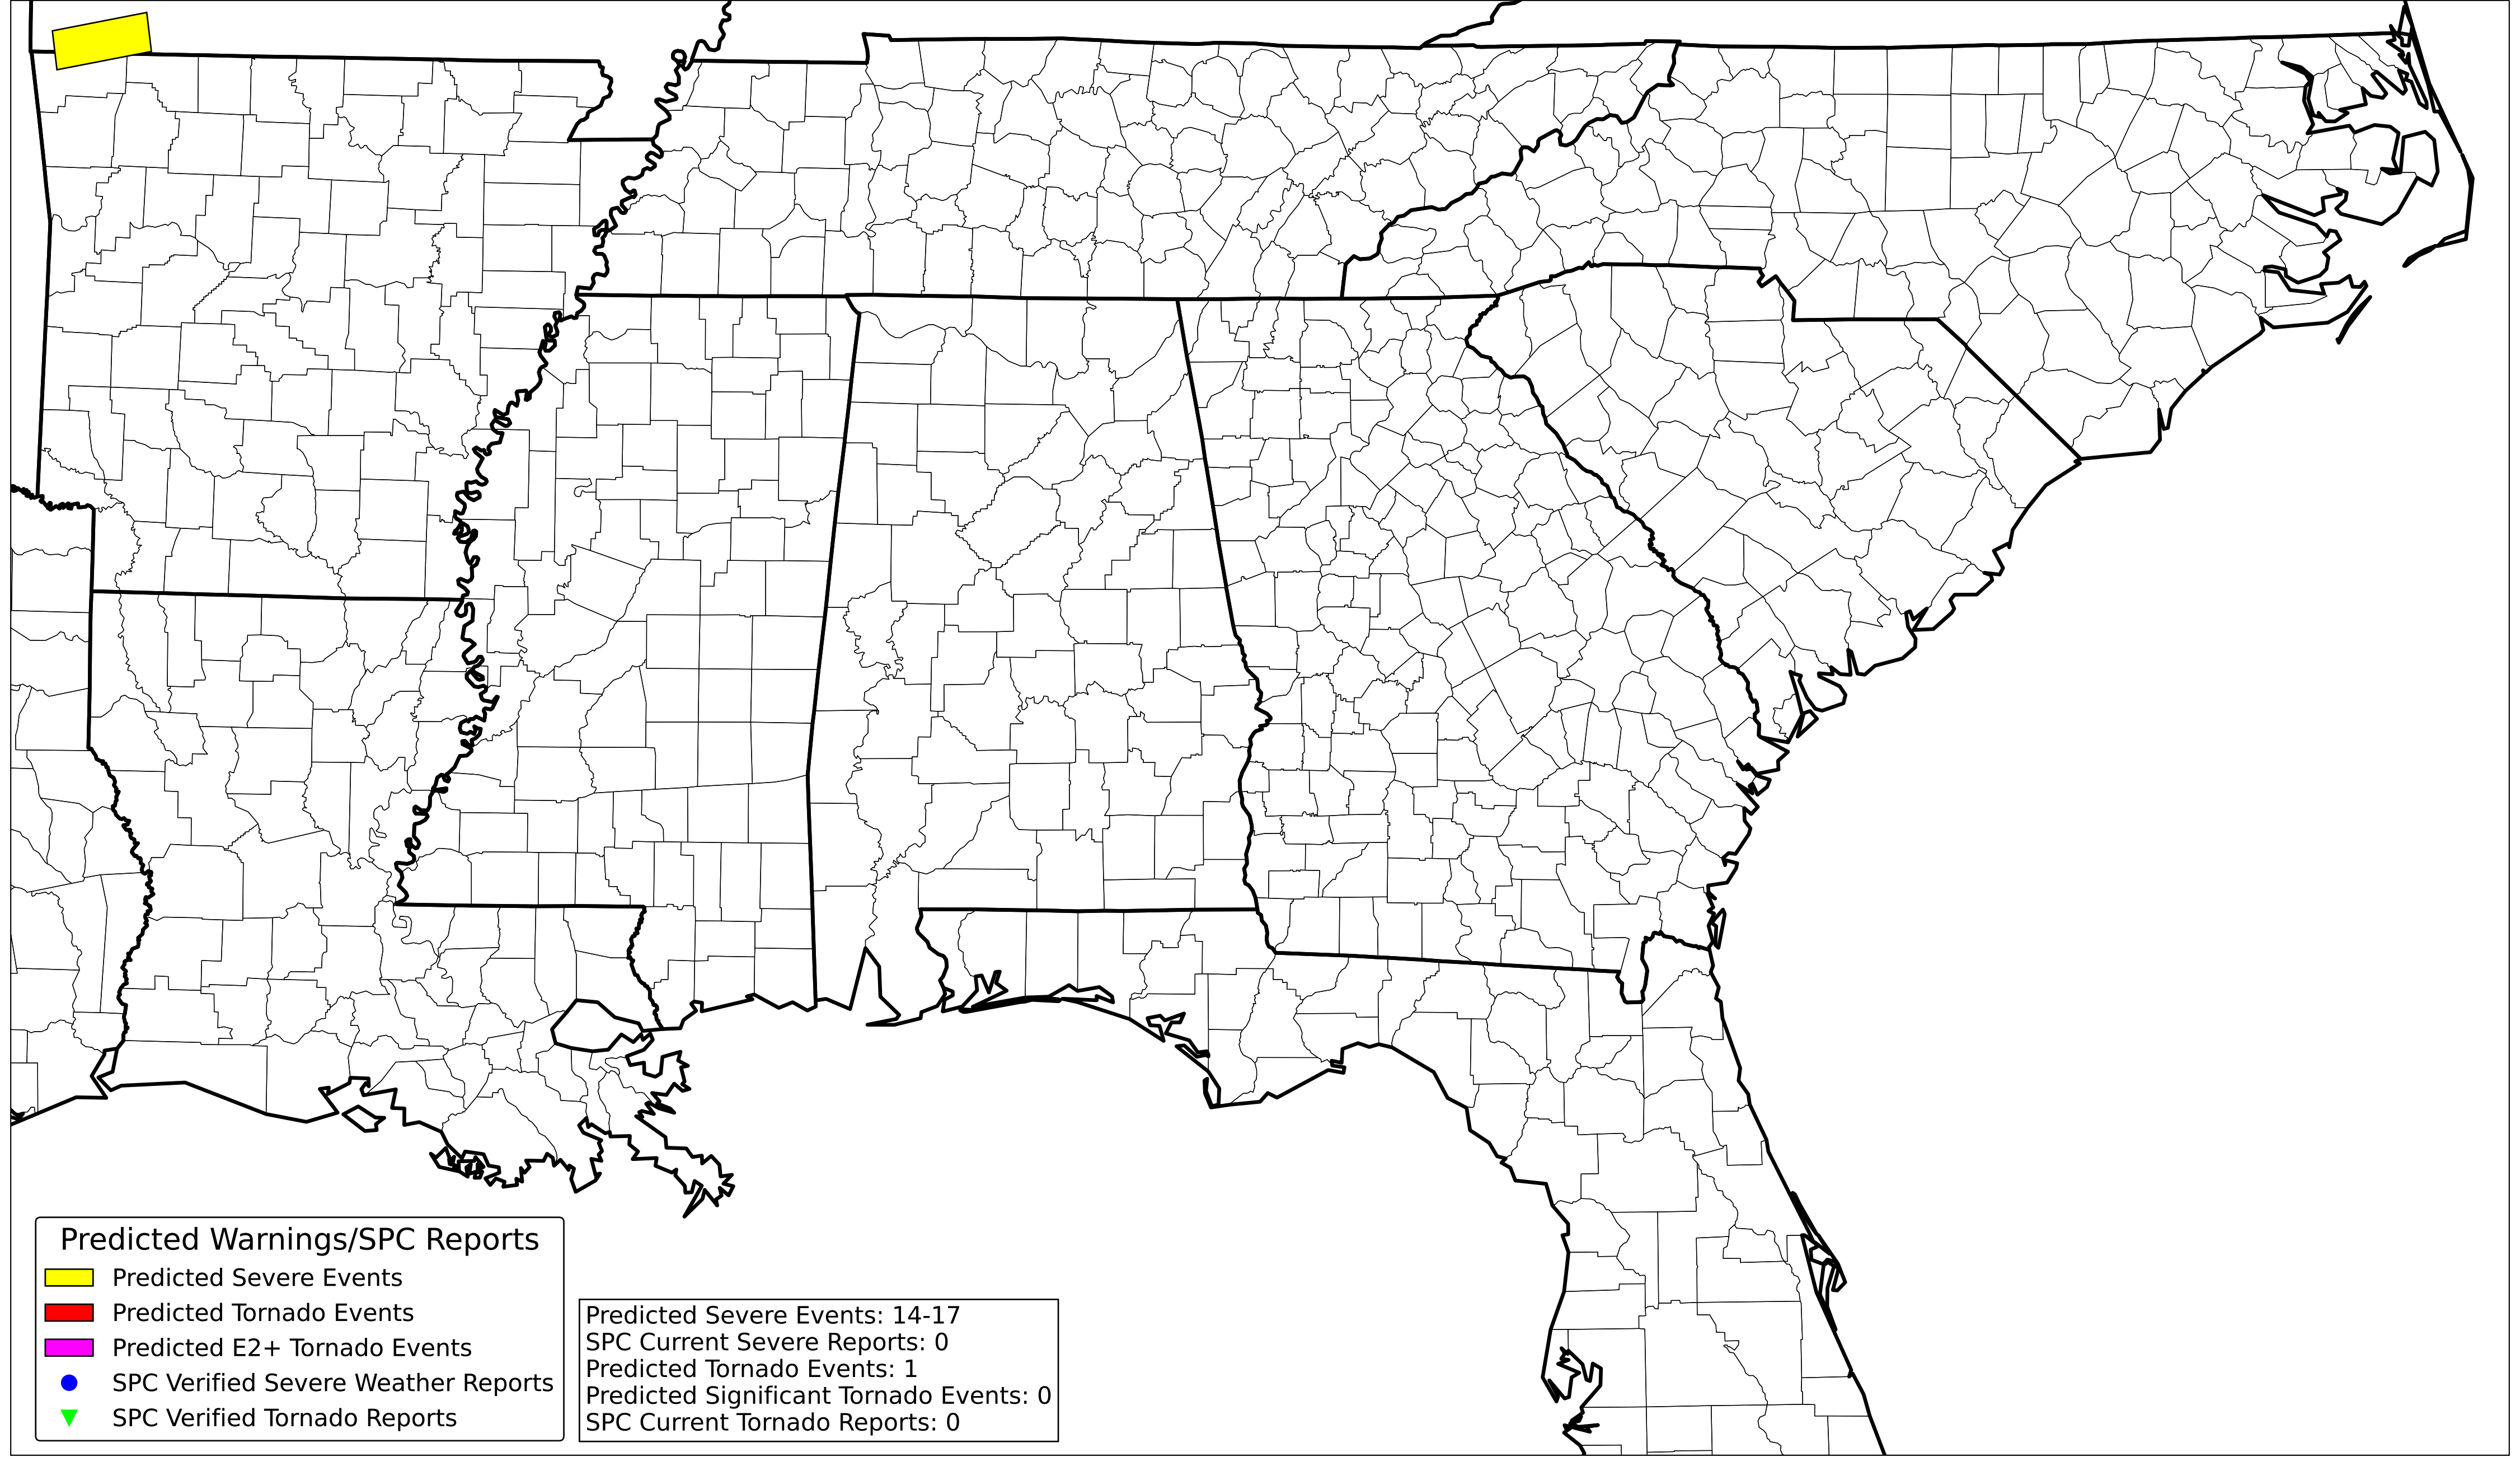 Predicted Warnings/SPC Reports
Predicted Severe Events
Predicted Tornado Events
Predicted E2+ Tornado Events
SPC Verified Severe Weather Reports
SPC Verified Tornado Reports
Predicted Severe Events: 14-17
SPC Current Severe Reports: 0
Predicted Tornado Events: 1
Predicted Significant Tornado Events: 0
SPC Current Tornado Reports: 0